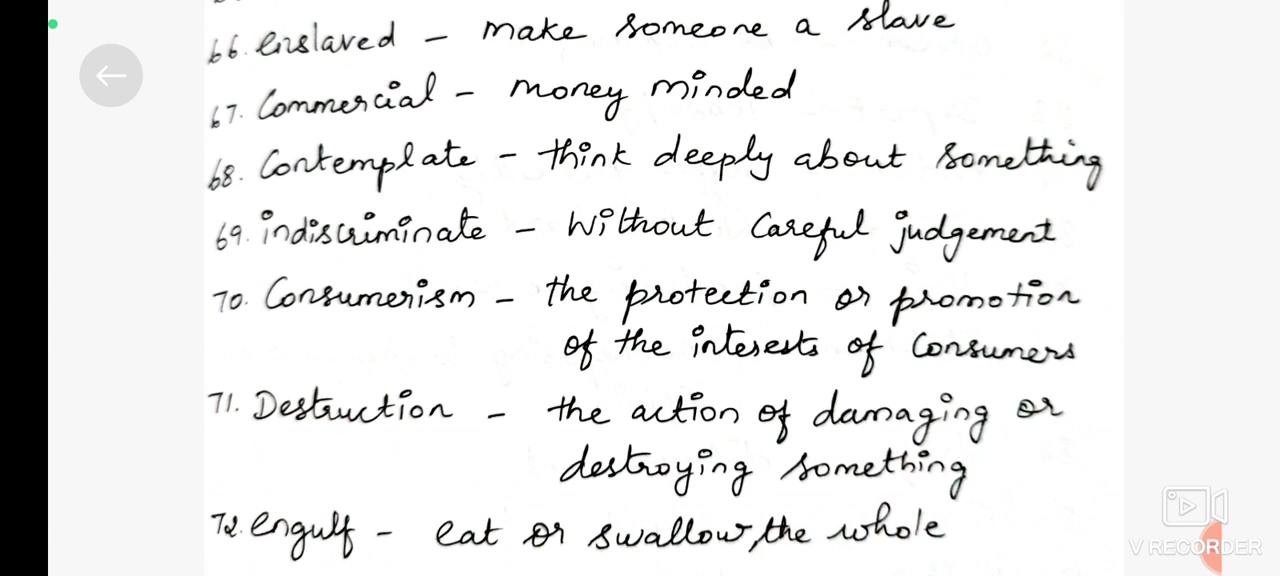 66. enslaved - make someone a slave
67. Commercial - money minded
68. Contemplate - think deeply about something
69. indiscriminate - without careful judgement
70. Consumerism - the protection or promotion
of the interests of consumers
71. Destruction - the action of damaging or
destroying something
72. engulf - eat or swallow, the whole
V RECORDER